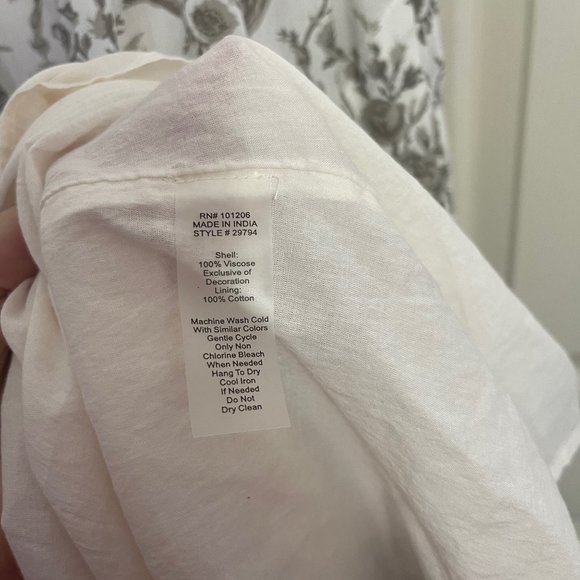 RN# 101206
MADE IN INDIA
STYLE # 29794
Shell:
100% Viscose
Exclusive of
Decoration
Lining:
100% Cotton
Machine Wash Cold
With Similar Colors
Gentle Cycle
Only Non
Chlorine Bleach
When Needed
Hang To Dry
Cool Iron
If Needed
Do Not
Dry Clean